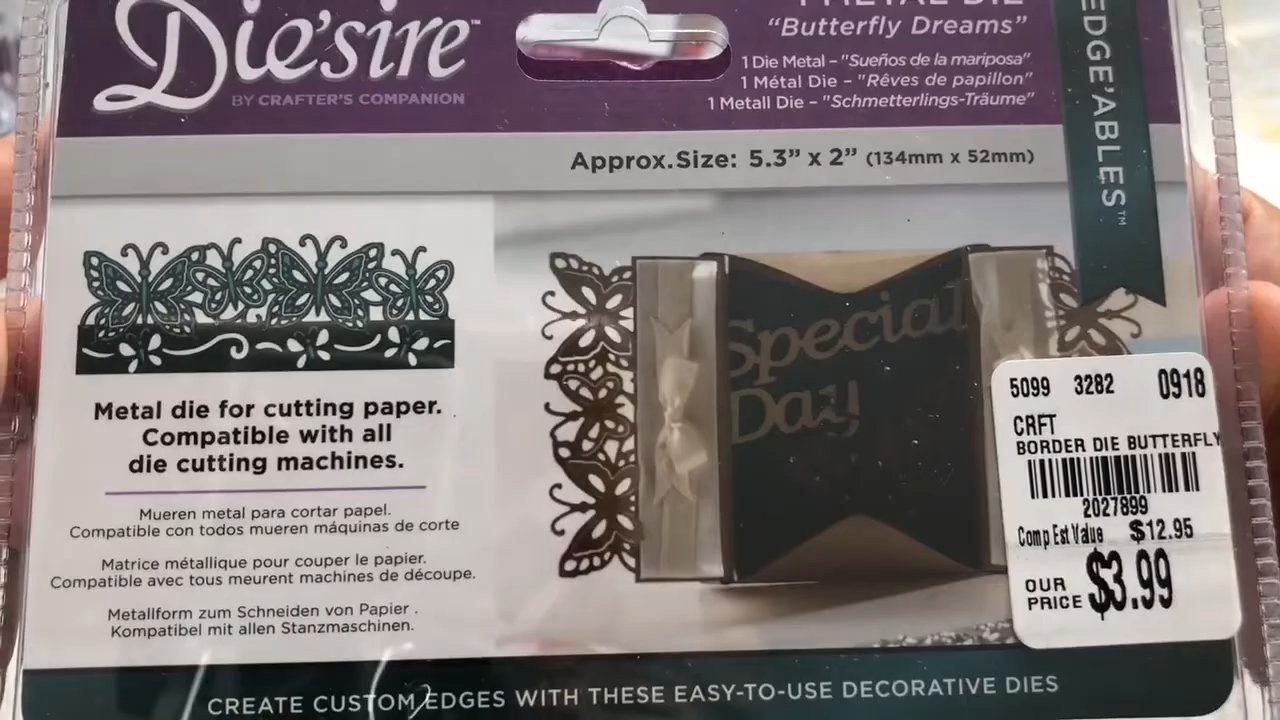 Die'sire™
BY CRAFTER'S COMPANION
1 METAL DIE
"Butterfly Dreams"
1 Die Metal – "Sueños de la mariposa"
1 Métal Die – "Rêves de papillon"
1 Metall Die – "Schmetterlings-Träume"
EDGE'ABLES™
Approx.Size: 5.3" x 2" (134mm x 52mm)
Metal die for cutting paper.
Compatible with all
die cutting machines.
Mueren metal para cortar papel.
Compatible con todos mueren máquinas de corte
Matrice métallique pour couper le papier.
Compatible avec tous meurent machines de découpe.
Metallform zum Schneiden von Papier .
Kompatibel mit allen Stanzmaschinen.
Special
Day
5099 3282 0918
CRFT
BORDER DIE BUTTERFLY
2027899
Comp Est Value $12.95
OUR
PRICE $3.99
CREATE CUSTOM EDGES WITH THESE EASY-TO-USE DECORATIVE DIES